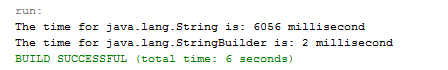 run:
The time for java.lang.String is: 6056 millisecond
The time for java.lang.StringBuilder is: 2 millisecond
BUILD SUCCESSFUL (total time: 6 seconds)